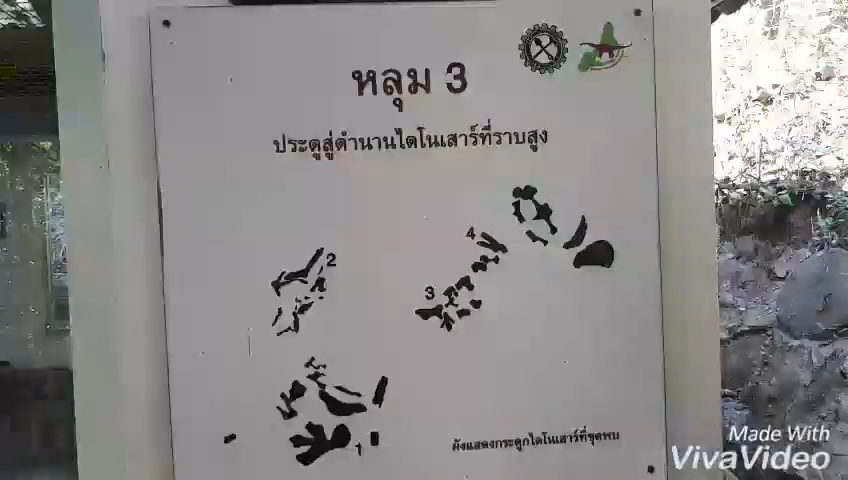 หลุม 3
ประตูสู่ตำนานไดโนเสาร์ที่ราบสูง
4
2
3
1
ผังแสดงกระดูกไดโนเสาร์ที่ขุดพบ
Made With
VivaVideo